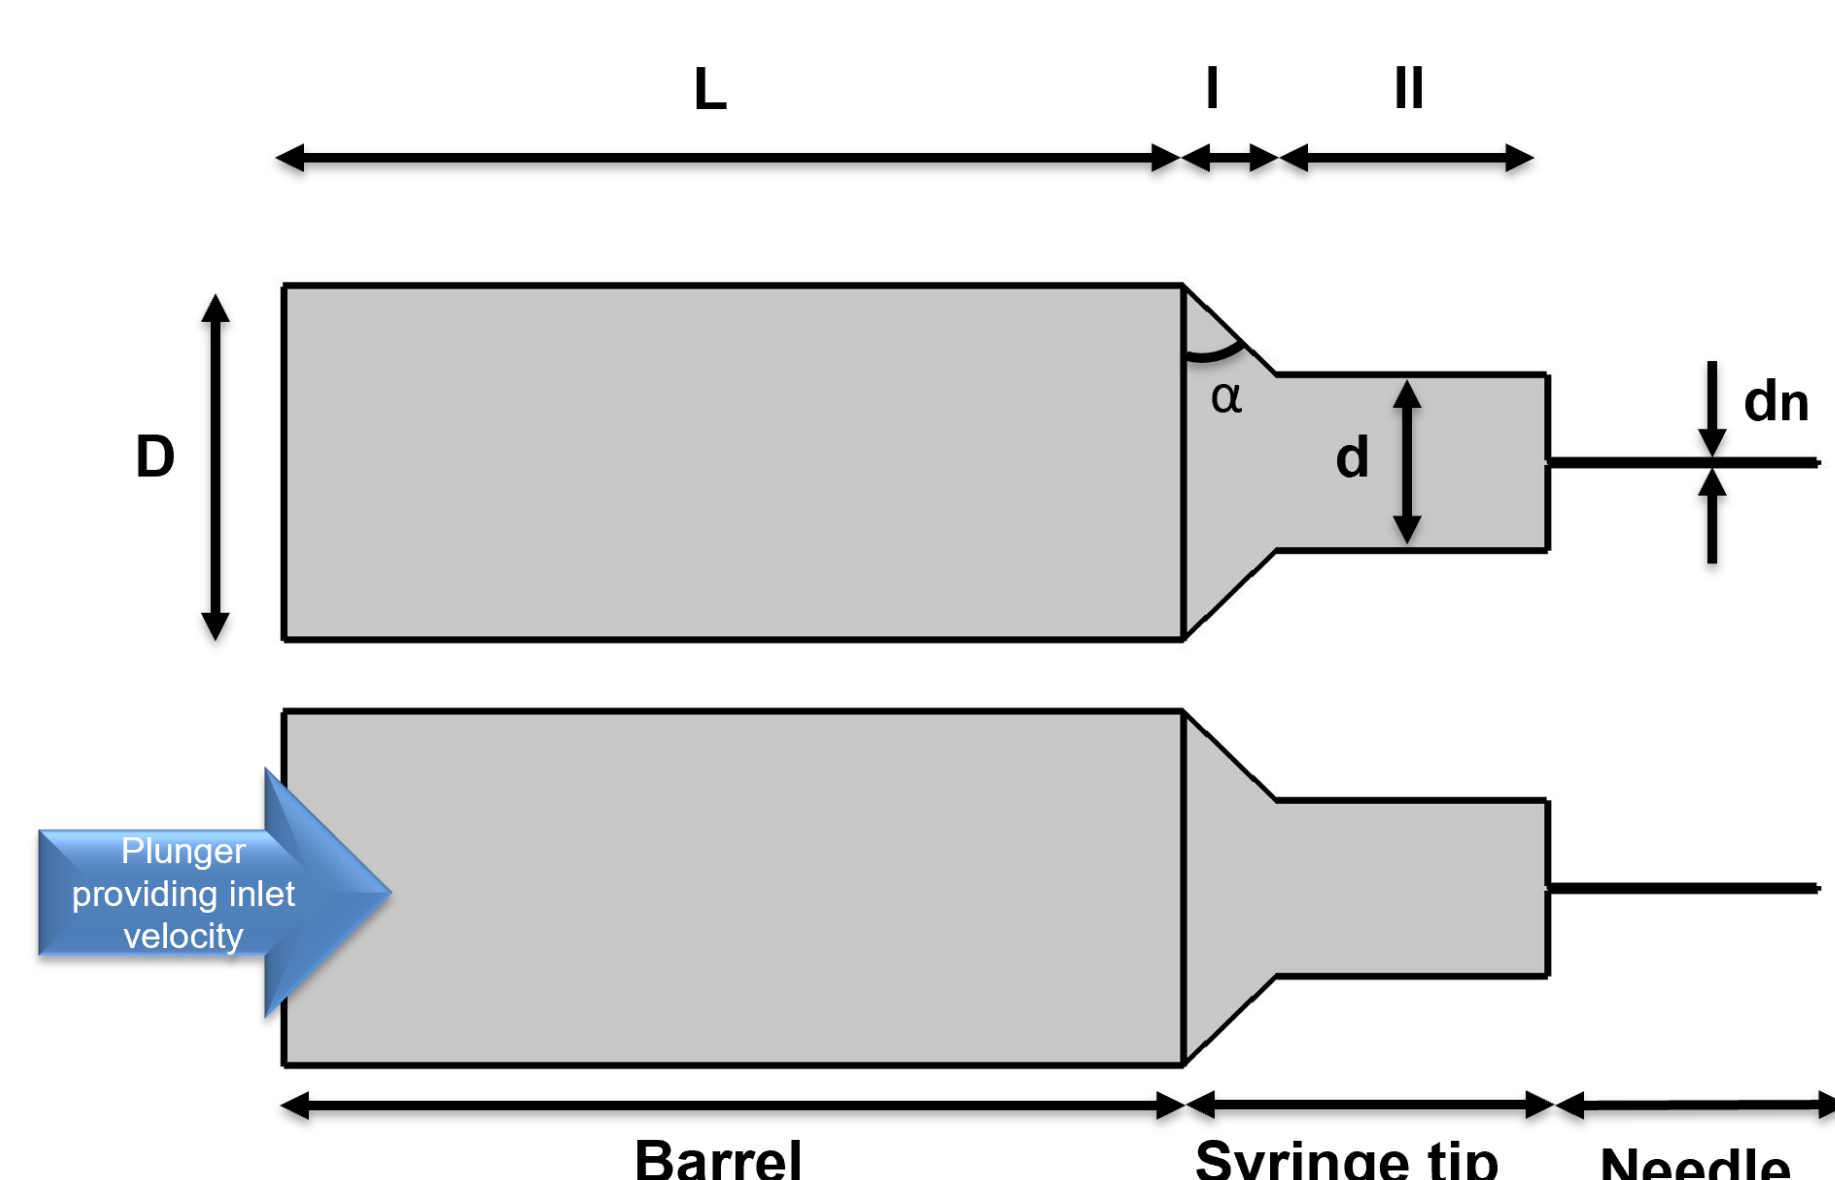 L I II
D
α
d
dn
Plunger
providing inlet
velocity
Barrel Syringe tip Needle